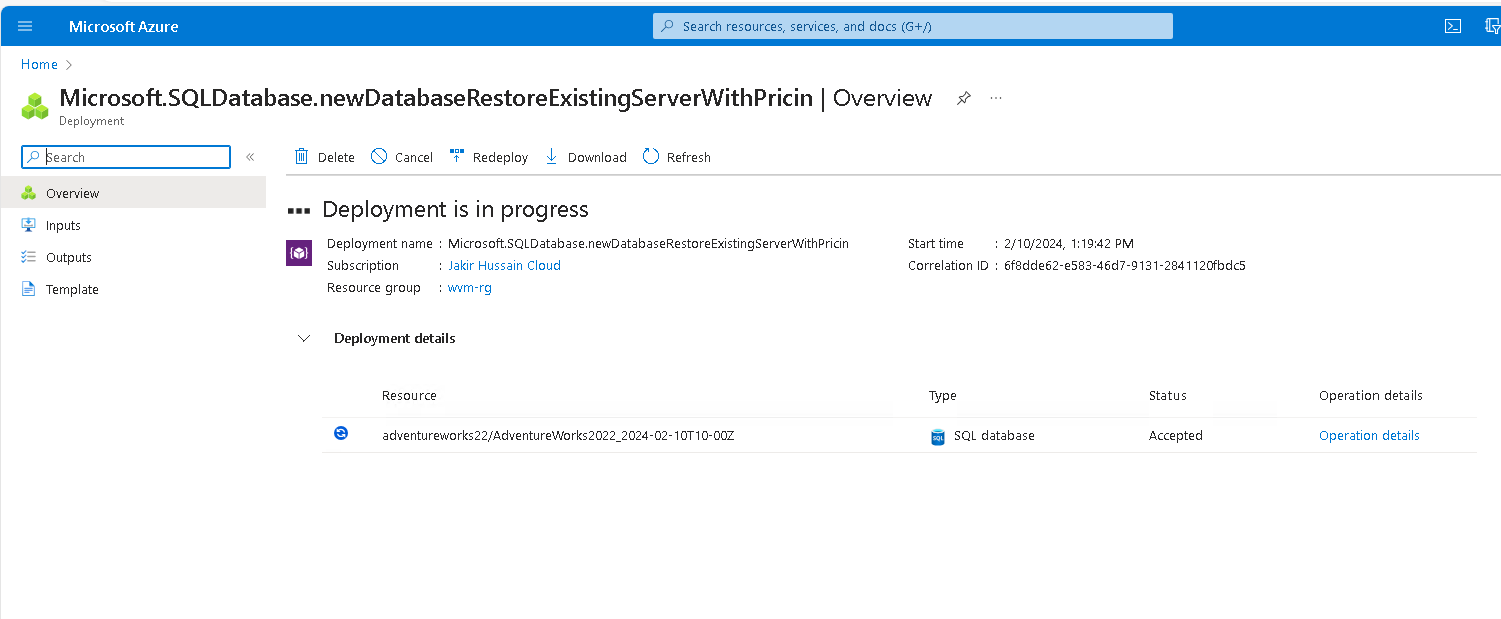 Microsoft Azure
Search resources, services, and docs (G+/)
Home
Microsoft.SQLDatabase.newDatabaseRestoreExistingServerWithPricin | Overview
Deployment
Search
Delete Cancel Redeploy Download Refresh
Overview
Inputs
Outputs
Template
Deployment is in progress
Deployment name : Microsoft.SQLDatabase.newDatabaseRestoreExistingServerWithPricin
Subscription : Jakir Hussain Cloud
Resource group : wvm-rg
Start time : 2/10/2024, 1:19:42 PM
Correlation ID : 6f8dde62-e583-46d7-9131-2841120fbdc5
Deployment details
Resource Type Status Operation details
adventureworks22/AdventureWorks2022_2024-02-10T10-00Z SQL SQL database Accepted Operation details